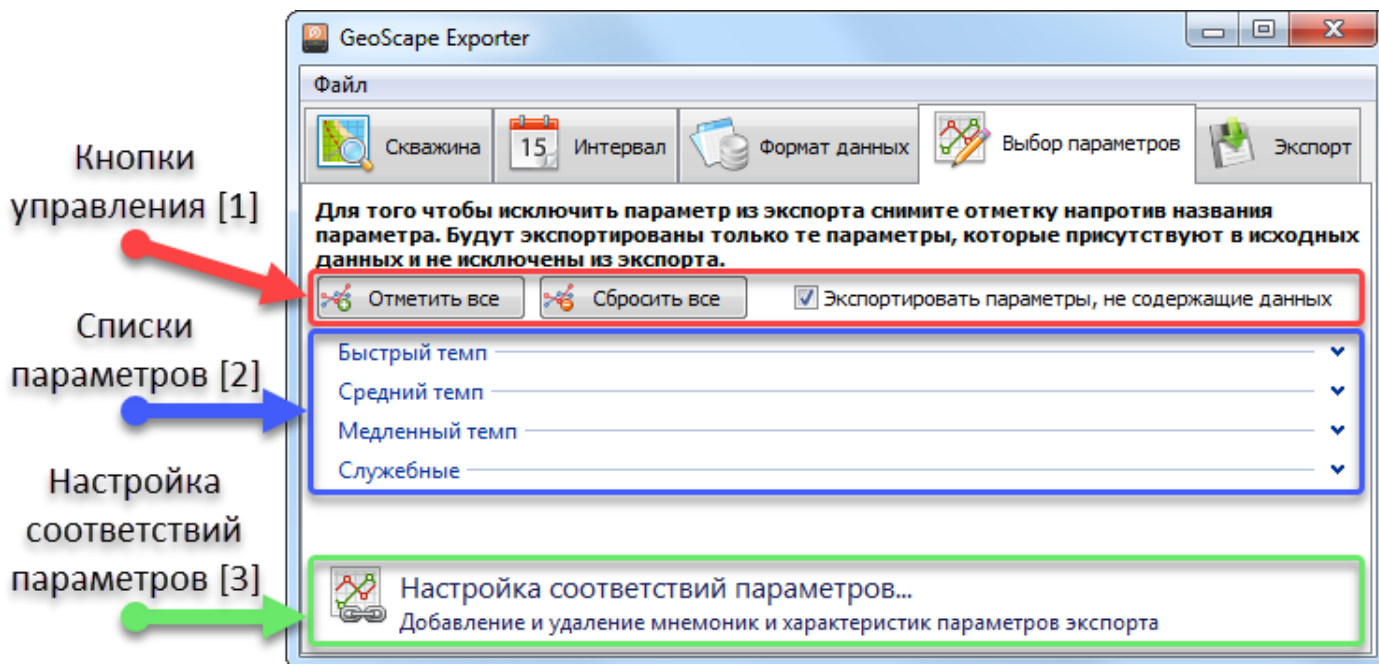 GeoScape Exporter
Файл
Скважина
15
Интервал
Формат данных
Выбор параметров
Экспорт
Кнопки
управления [1]
Для того чтобы исключить параметр из экспорта снимите отметку напротив названия
параметра. Будут экспортированы только те параметры, которые присутствуют в исходных
данных и не исключены из экспорта.
Отметить все
Сбросить все
Экспортировать параметры, не содержащие данных
Списки
параметров [2]
Быстрый темп
Средний темп
Медленный темп
Служебные
Настройка
соответствий
параметров [3]
Настройка соответствий параметров...
Добавление и удаление мнемоник и характеристик параметров экспорта